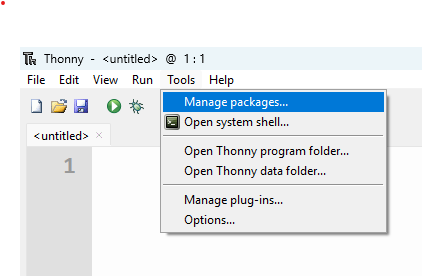 Thonny - <untitled> @ 1 : 1
File Edit View Run Tools Help
Manage packages...
Open system shell...
<untitled> ×
1
Open Thonny program folder...
Open Thonny data folder...
Manage plug-ins...
Options...